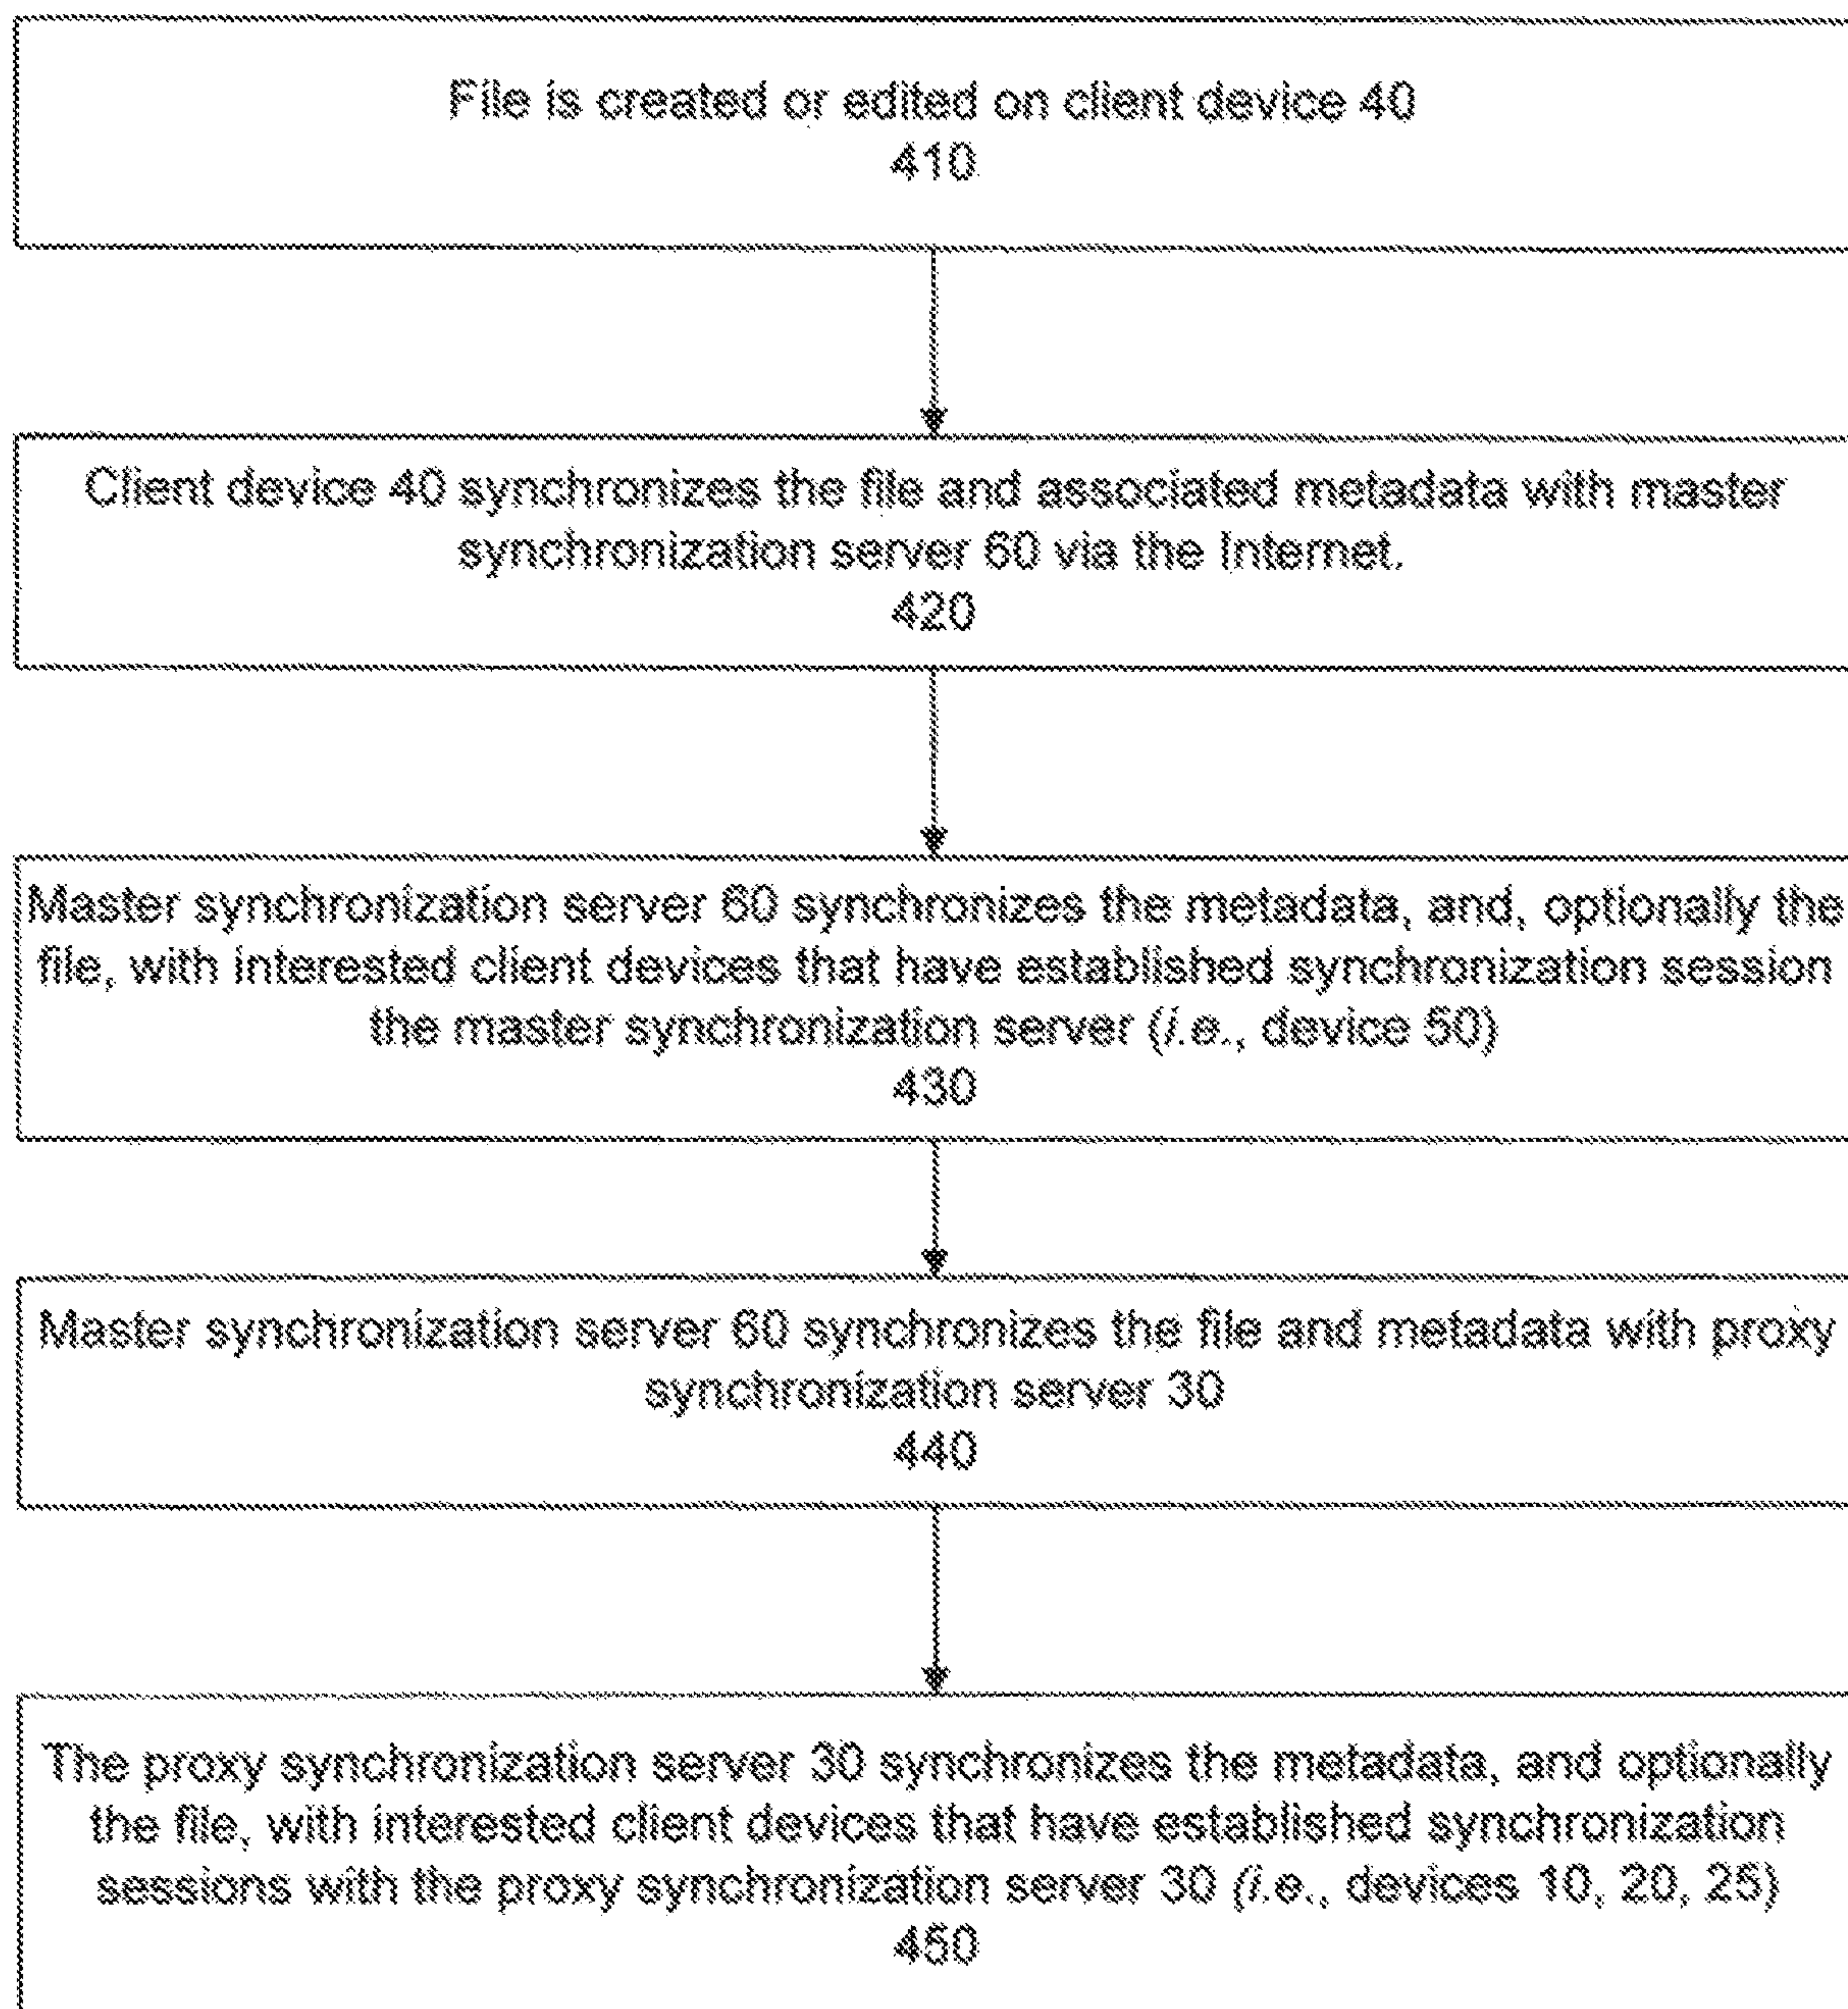 File is created or edited on client device 40
410
Client device 40 synchronizes the file and associated metadata with master
synchronization server 60 via the Internet.
420
Master synchronization server 60 synchronizes the metadata, and, optionally the
file, with interested client devices that have established synchronization session
the master synchronization server (i.e., device 50)
430
Master synchronization server 60 synchronizes the file and metadata with proxy
synchronization server 30
440
The proxy synchronization server 30 synchronizes the metadata, and optionally
the file, with interested client devices that have established synchronization
sessions with the proxy synchronization server 30 (i.e., devices 10, 20, 25)
450